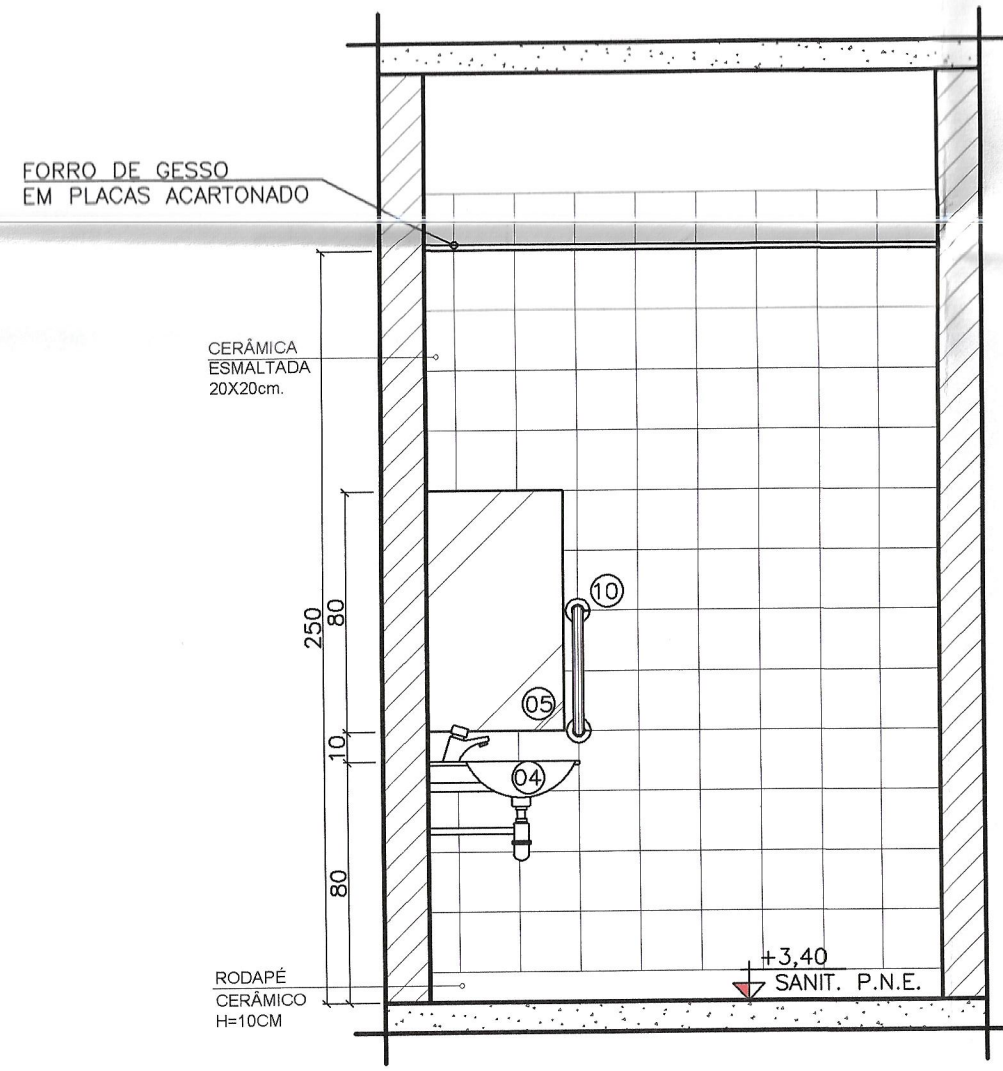 FORRO DE GESSO
EM PLACAS ACARTONADO
CERÂMICA
ESMALTADA
20X20cm.
250
80
10
80
10
05
04
+3,40
SANIT. P.N.E.
RODAPÉ
CERÂMICO
H=10CM